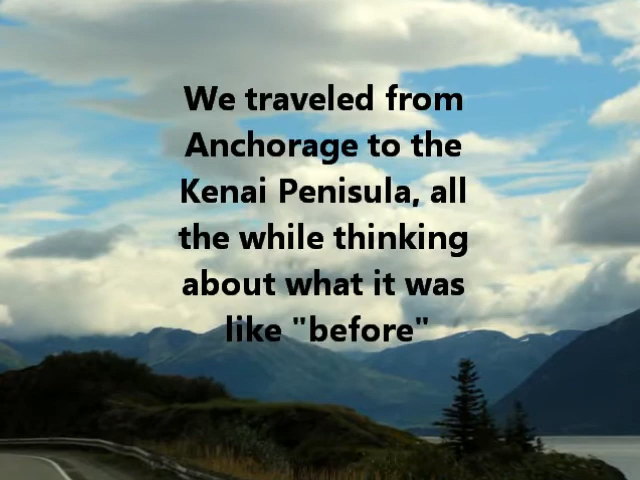 We traveled from
Anchorage to the
Kenai Penisula, all
the while thinking
about what it was
like "before"